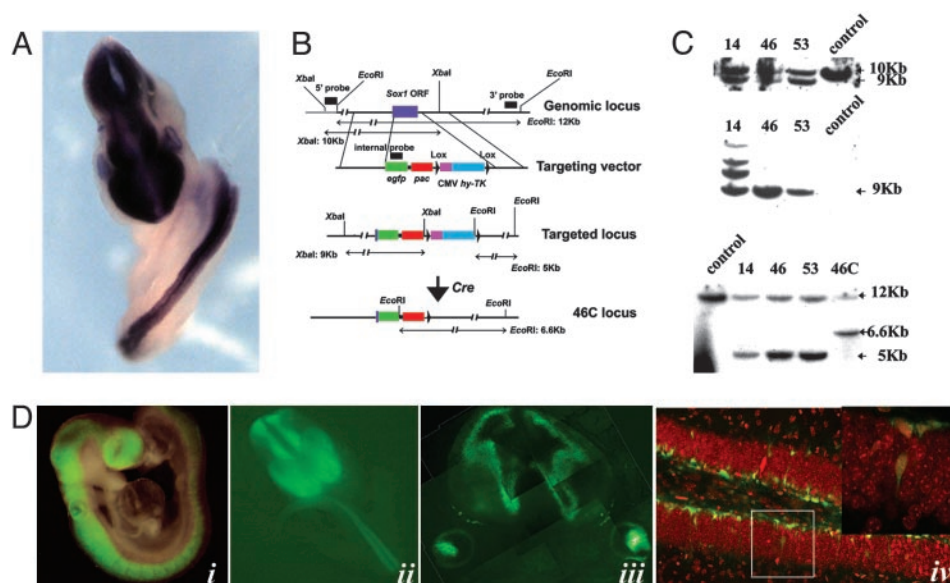 A
B
C
14 46 53 control
10Kb
9Kb
XbaI
5' probe
EcoRI
Sox1 ORF
XbaI
3' probe
EcoRI
Genomic locus
EcoRI: 12Kb
XbaI: 10Kb
internal probe
Lox
Lox
Targeting vector
egfp
pac
CMV hy-TK
XbaI
XbaI
EcoRI
EcoRI
Targeted locus
XbaI: 9Kb
EcoRI: 5Kb
Cre
EcoRI
EcoRI
46C locus
EcoRI: 6.6Kb
14 46 53 control
9Kb
control 14 46 53 46C
12Kb
6.6Kb
5Kb
D
i
ii
iii
iv